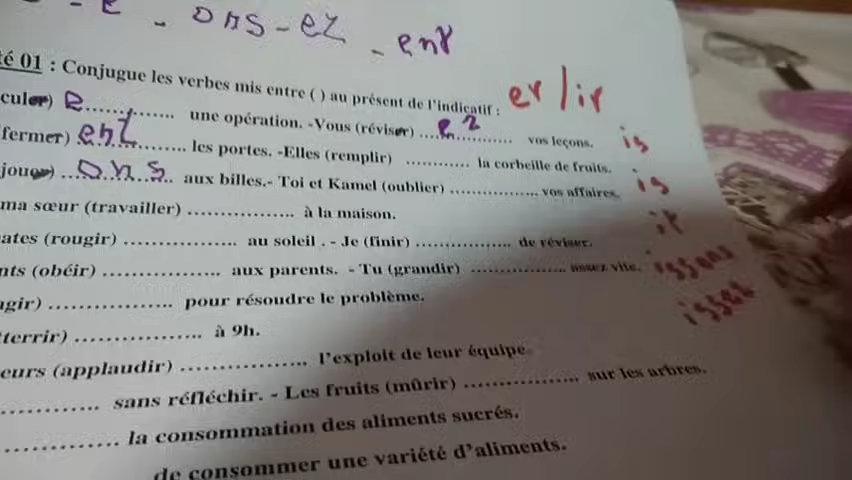 e - ons - ez - ent
té 01 : Conjugue les verbes mis entre ( ) au présent de l'indicatif : er / ir
culer) e.................. une opération. -Vous (réviser) ...ez............ vos leçons. is
fermer) ent............ les portes. -Elles (remplir) ............ la corbeille de fruits. is
jouer) ...ons... aux billes.- Toi et Kamel (oublier) ................. vos affaires. it
ma sœur (travailler) .................. à la maison.
ates (rougir) .................. au soleil . - Je (finir) .................. de réviser. issons
nts (obéir) .................. aux parents. - Tu (grandir) .................. assez vite. issez
agir) .................. pour résoudre le problème.
tterrir) .................. à 9h.
eurs (applaudir) .................. l'exploit de leur équipe.
.............. sans réfléchir. - Les fruits (mûrir) .................. sur les arbres.
................ la consommation des aliments sucrés.
de consommer une variété d'aliments.